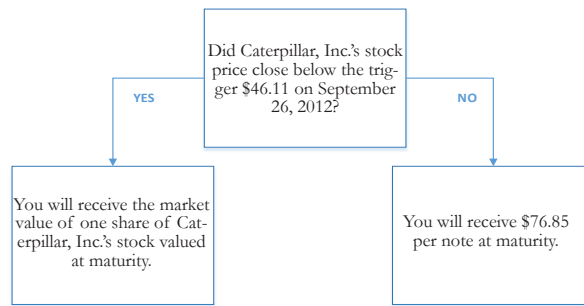 Did Caterpillar, Inc.'s stock
price close below the trig-
ger $46.11 on September
26, 2012?
YES
NO
You will receive the market
value of one share of Cat-
erpillar, Inc.'s stock valued
at maturity.
You will receive $76.85
per note at maturity.